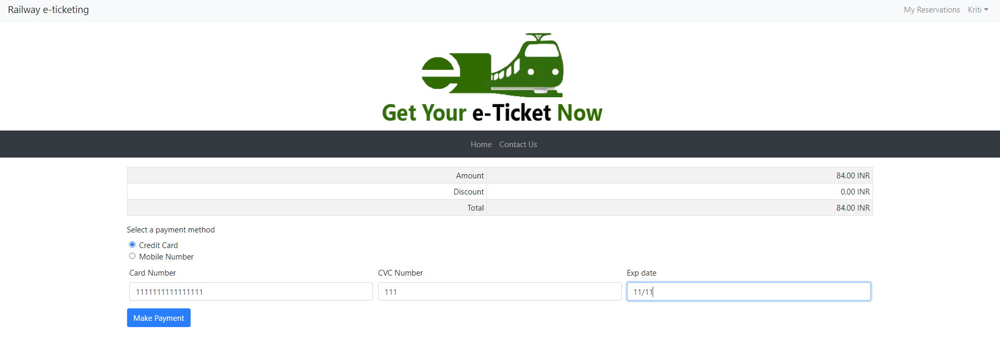 Railway e-ticketing My Reservations Kriti
Get Your e-Ticket Now
Home Contact Us
Amount 84.00 INR
Discount 0.00 INR
Total 84.00 INR
Select a payment method
Credit Card
Mobile Number
Card Number CVC Number Exp date
1111111111111111 111 11/11
Make Payment